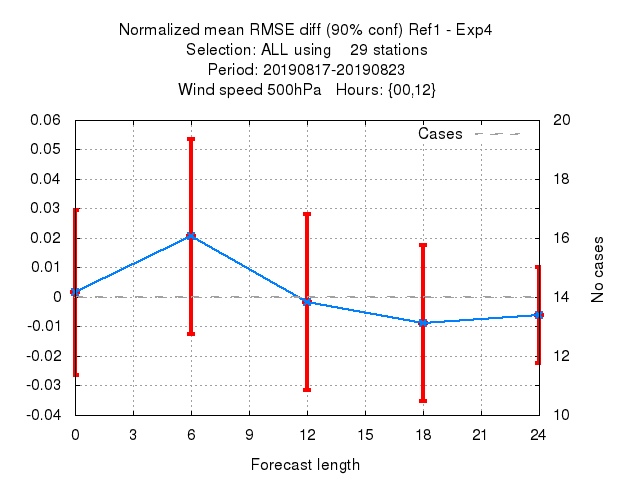 Normalized mean RMSE diff (90% conf) Ref1 - Exp4
Selection: ALL using    29 stations
Period: 20190817-20190823
Wind speed 500hPa   Hours: {00,12}
Cases
0.06
0.05
0.04
0.03
0.02
0.01
0
-0.01
-0.02
-0.03
-0.04
20
18
16
14
12
10
No cases
0 3 6 9 12 15 18 21 24
Forecast length